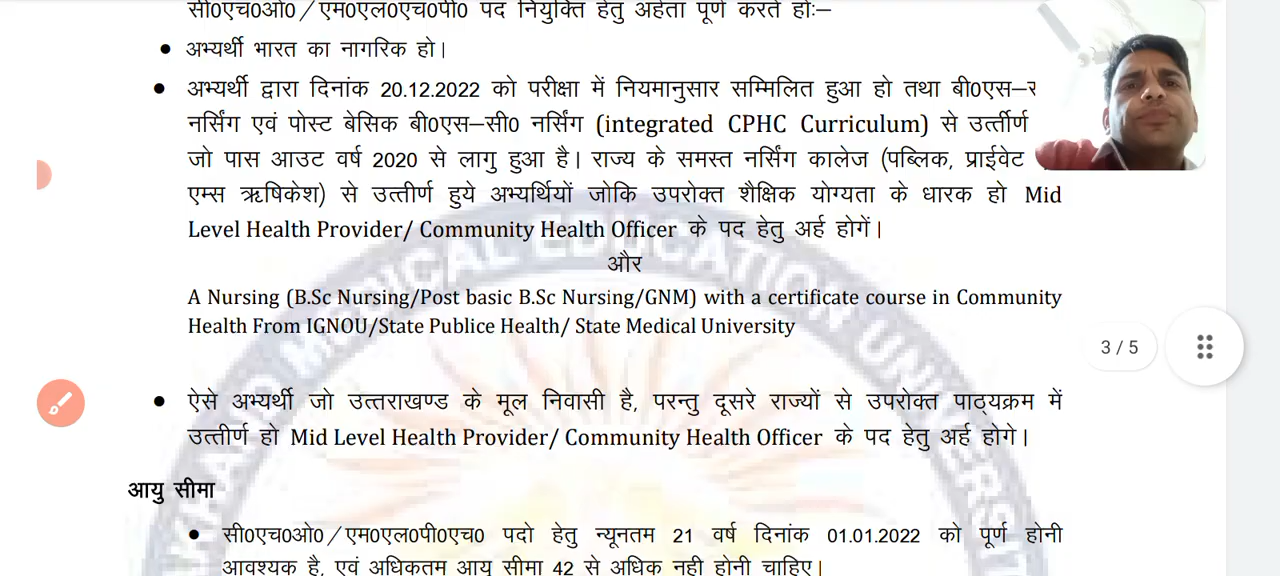 सी0एच0ओ0/एम0एल0एच0पी0 पद नियुक्ति हेतु अर्हता पूर्ण करते हो:–
• अभ्यर्थी भारत का नागरिक हो।
• अभ्यर्थी द्वारा दिनांक 20.12.2022 को परीक्षा में नियमानुसार सम्मिलित हुआ हो तथा बी0एस–स
नर्सिंग एवं पोस्ट बेसिक बी0एस–सी0 नर्सिंग (integrated CPHC Curriculum) से उत्तीर्ण
जो पास आउट वर्ष 2020 से लागु हुआ है। राज्य के समस्त नर्सिंग कालेज (पब्लिक, प्राईवेट
एम्स ऋषिकेश) से उत्तीर्ण हुये अभ्यर्थियों जोकि उपरोक्त शैक्षिक योग्यता के धारक हो Mid
Level Health Provider/ Community Health Officer के पद हेतु अर्ह होगें।
और
A Nursing (B.Sc Nursing/Post basic B.Sc Nursing/GNM) with a certificate course in Community
Health From IGNOU/State Publice Health/ State Medical University
3 / 5
• ऐसे अभ्यर्थी जो उत्तराखण्ड के मूल निवासी है, परन्तु दूसरे राज्यों से उपरोक्त पाठ्यक्रम में
उत्तीर्ण हो Mid Level Health Provider/ Community Health Officer के पद हेतु अर्ह होगे।
आयु सीमा
• सी0एच0ओ0/एम0एल0पी0एच0 पदो हेतु न्यूनतम 21 वर्ष दिनांक 01.01.2022 को पूर्ण होनी
आवश्यक है, एवं अधिकतम आयु सीमा 42 से अधिक नही होनी चाहिए।
KHAND MEDICAL EDUCATION UNIVERSITY